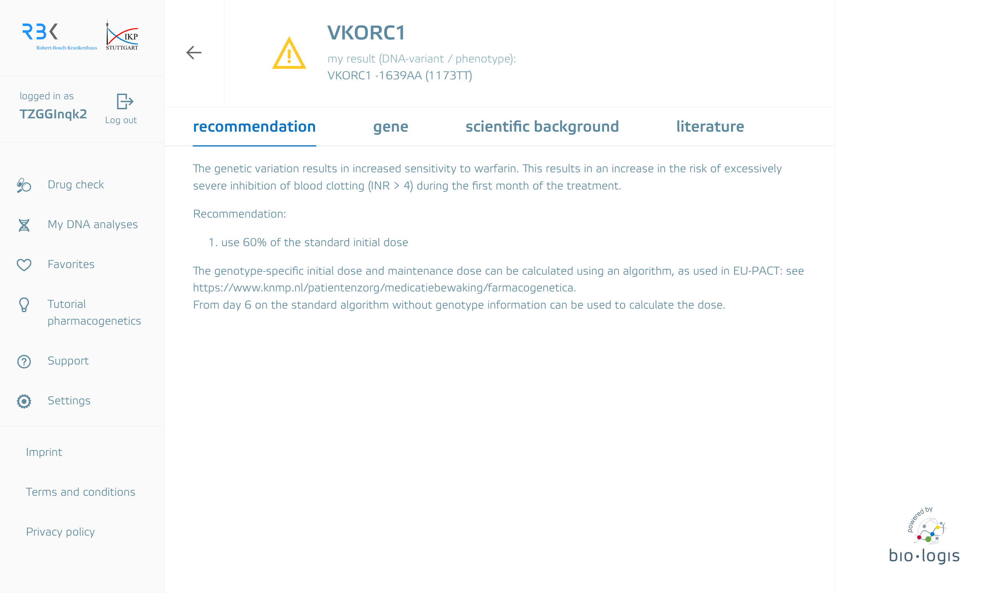 RBK
Robert-Bosch-Krankenhaus
IKP
STUTTGART
logged in as
TZGGInqk2
Log out
Drug check
My DNA analyses
Favorites
Tutorial
pharmacogenetics
Support
Settings
Imprint
Terms and conditions
Privacy policy
VKORC1
my result (DNA-variant / phenotype):
VKORC1 -1639AA (1173TT)
recommendation gene scientific background literature
The genetic variation results in increased sensitivity to warfarin. This results in an increase in the risk of excessively
severe inhibition of blood clotting (INR > 4) during the first month of the treatment.
Recommendation:
1. use 60% of the standard initial dose
The genotype-specific initial dose and maintenance dose can be calculated using an algorithm, as used in EU-PACT: see
https://www.knmp.nl/patientenzorg/medicatiebewaking/farmacogenetica.
From day 6 on the standard algorithm without genotype information can be used to calculate the dose.
powered by
bio•logis